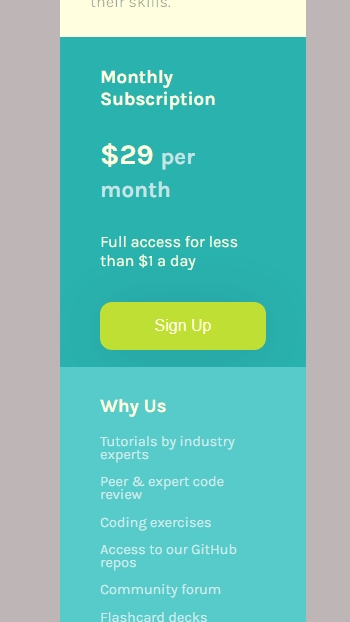 their skills.
Monthly
Subscription
$29 per
month
Full access for less
than $1 a day
Sign Up
Why Us
Tutorials by industry
experts
Peer & expert code
review
Coding exercises
Access to our GitHub
repos
Community forum
Flashcard decks